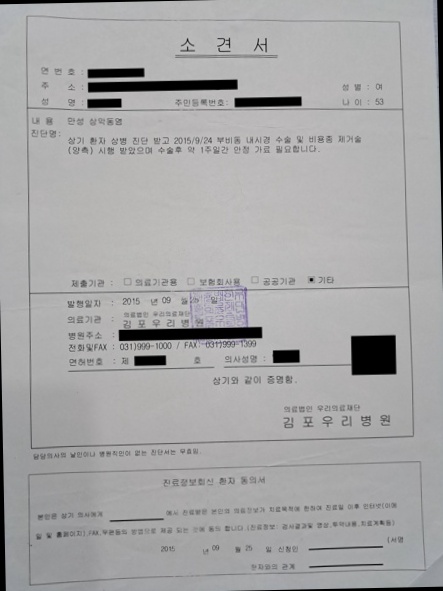 소 견 서
연 번 호 :
주 소 : 성 별 : 여
성 명 : 주민등록번호: 나 이 : 53
내 용 만성 상악동염
진단명:
상기 환자 상병 진단 받고 2015/9/24 부비동 내시경 수술 및 비용종 제거술
(양측) 시행 받았으며 수술후 약 1주일간 안정 가료 필요합니다.
제출기관 : □ 의료기관용 □ 보험회사용 □ 공공기관 ▣ 기타
발행일자 : 2015 년 09 월 일
의료기관 : 의료법인 우리의료재단
김 포 우 리 병 원
병원주소 :
전화및FAX : 031)999-1000 / FAX : 031)999-1399
면허번호 : 제 호 의사성명 :
상기와 같이 증명함.
의료법인 우리의료재단
김 포 우 리 병 원
담당의사의 날인이나 병원직인이 없는 진단서는 무효임.
진료정보회신 환자 동의서
본인은 상기 의사에게 에서 진료받은 본인의 의료정보가 치료목적에 한하여 진료일 이후 인터넷(이메
일 및 홈페이지),FAX,우편등의 방법으로 제공 되는 것에 동의 합니다.(진료정보: 검사결과및 영상,투약내용,치료계획등)
2015 년 09 월 25 일 신청인 (서명
환자와의 관계